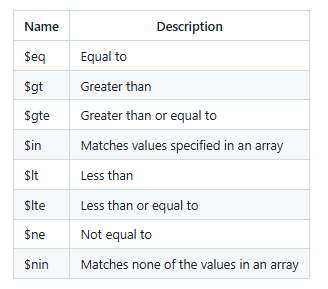 Name Description
$eq Equal to
$gt Greater than
$gte Greater than or equal to
$in Matches values specified in an array
$lt Less than
$lte Less than or equal to
$ne Not equal to
$nin Matches none of the values in an array